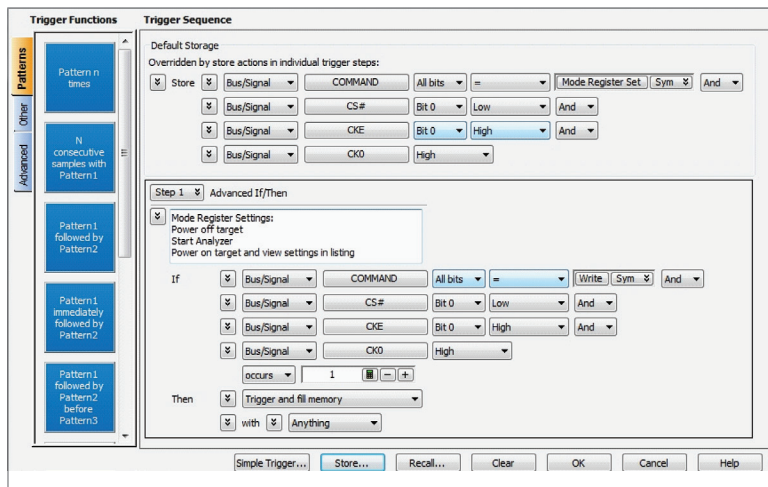 Trigger Functions
Trigger Sequence
Patterns
Other
Advanced
Pattern n
times
N
consecutive
samples with
Pattern1
Pattern1
followed by
Pattern2
Pattern1
immediately
followed by
Pattern2
Pattern1
followed by
Pattern2
before
Pattern3
Default Storage
Overridden by store actions in individual trigger steps:
Store Bus/Signal COMMAND All bits = Mode Register Set Sym And
Bus/Signal CS# Bit 0 Low And
Bus/Signal CKE Bit 0 High And
Bus/Signal CK0 High
Step 1 Advanced If/Then
Mode Register Settings:
Power off target
Start Analyzer
Power on target and view settings in listing
If Bus/Signal COMMAND All bits = Write Sym And
Bus/Signal CS# Bit 0 Low And
Bus/Signal CKE Bit 0 High And
Bus/Signal CK0 High
occurs 1 - +
Then Trigger and fill memory
with Anything
Simple Trigger... Store... Recall... Clear OK Cancel Help